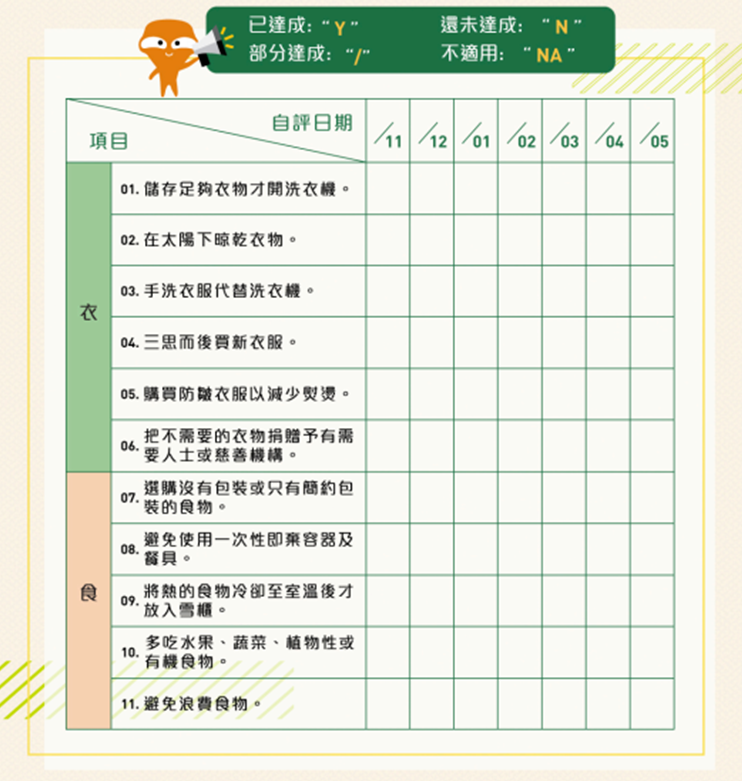 已達成: “Y” 還未達成: “N”
部分達成: “/” 不適用: “NA”
自評日期
項目
/11 /12 /01 /02 /03 /04 /05
衣
01. 儲存足夠衣物才開洗衣機。
02. 在太陽下晾乾衣物。
03. 手洗衣服代替洗衣機。
04. 三思而後買新衣服。
05. 購買防皺衣服以減少熨燙。
06. 把不需要的衣物捐贈予有需
要人士或慈善機構。
食
07. 選購沒有包裝或只有簡約包
裝的食物。
08. 避免使用一次性即棄容器及
餐具。
09. 將熱的食物冷卻至室溫後才
放入雪櫃。
10. 多吃水果、蔬菜、植物性或
有機食物。
11. 避免浪費食物。